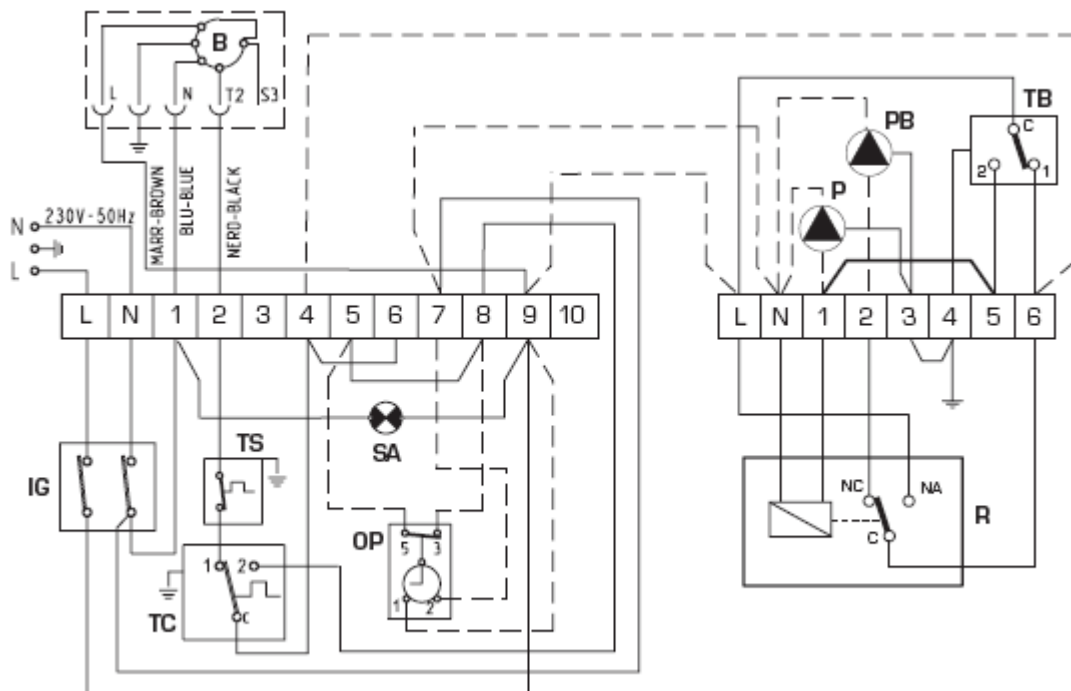 B
L N T2 S3
TB
C
2 1
PB
P
N 230V-50Hz
L
MARR-BROWN
BLU-BLUE
NERO-BLACK
L N 1 2 3 4 5 6 7 8 9 10
L N 1 2 3 4 5 6
IG
TS
SA
OP
5 3
1 2
TC
1 2
C
NC NA
C
R